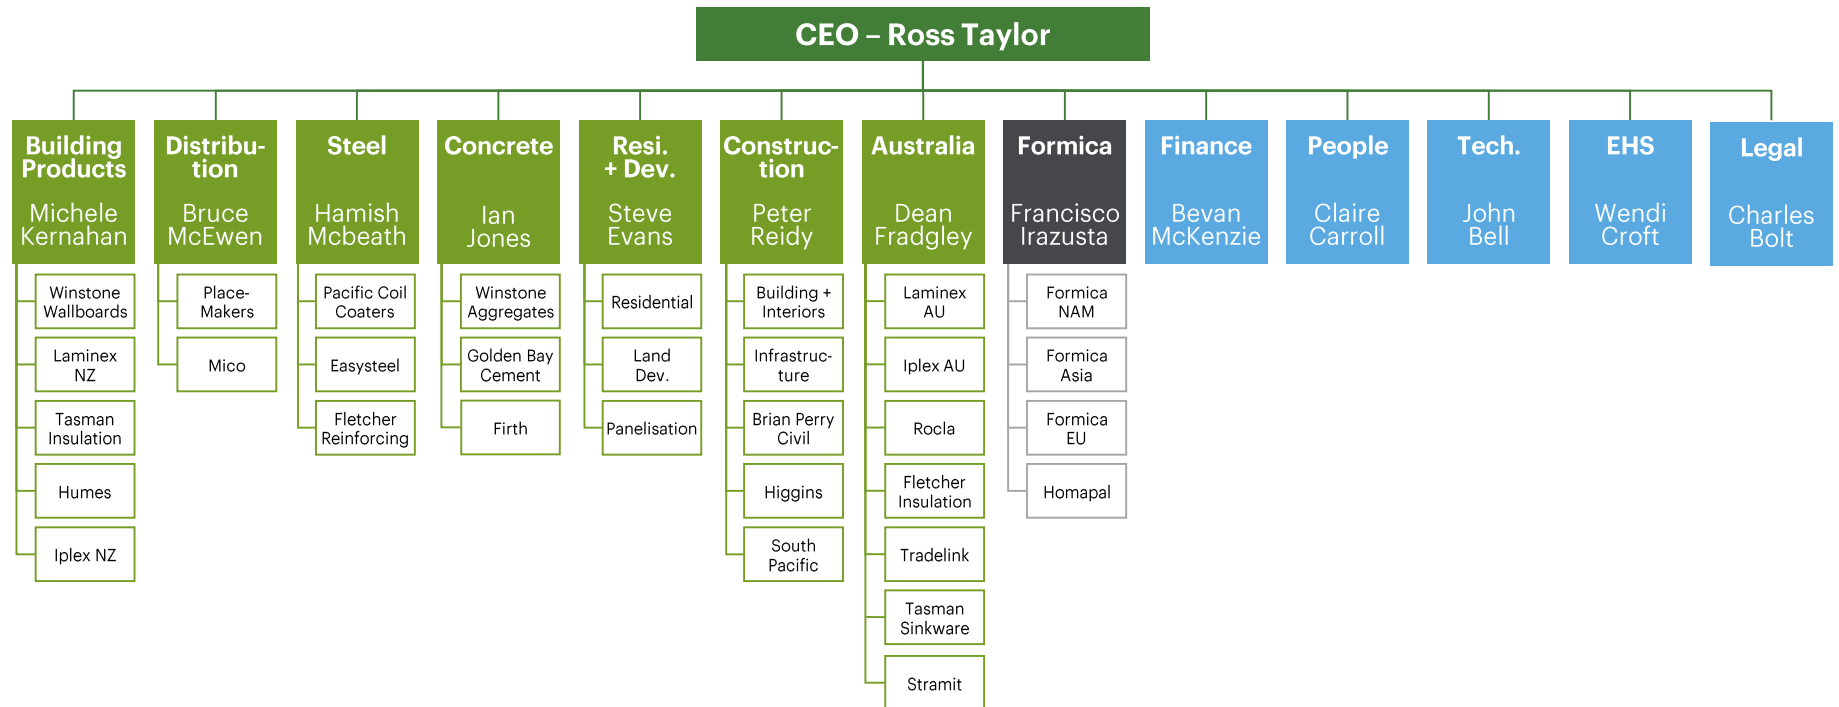 CEO – Ross Taylor
Building
Products
Michele
Kernahan
Winstone
Wallboards
Laminex
NZ
Tasman
Insulation
Humes
Iplex NZ
Distribu-
tion
Bruce
McEwen
Place-
Makers
Mico
Steel
Hamish
Mcbeath
Pacific Coil
Coaters
Easysteel
Fletcher
Reinforcing
Concrete
Ian
Jones
Winstone
Aggregates
Golden Bay
Cement
Firth
Resi.
+ Dev.
Steve
Evans
Residential
Land
Dev.
Panelisation
Construc-
tion
Peter
Reidy
Building +
Interiors
Infrastruc-
ture
Brian Perry
Civil
Higgins
South
Pacific
Australia
Dean
Fradgley
Laminex
AU
Iplex AU
Rocla
Fletcher
Insulation
Tradelink
Tasman
Sinkware
Stramit
Formica
Francisco
Irazusta
Formica
NAM
Formica
Asia
Formica
EU
Homapal
Finance
Bevan
McKenzie
People
Claire
Carroll
Tech.
John
Bell
EHS
Wendi
Croft
Legal
Charles
Bolt